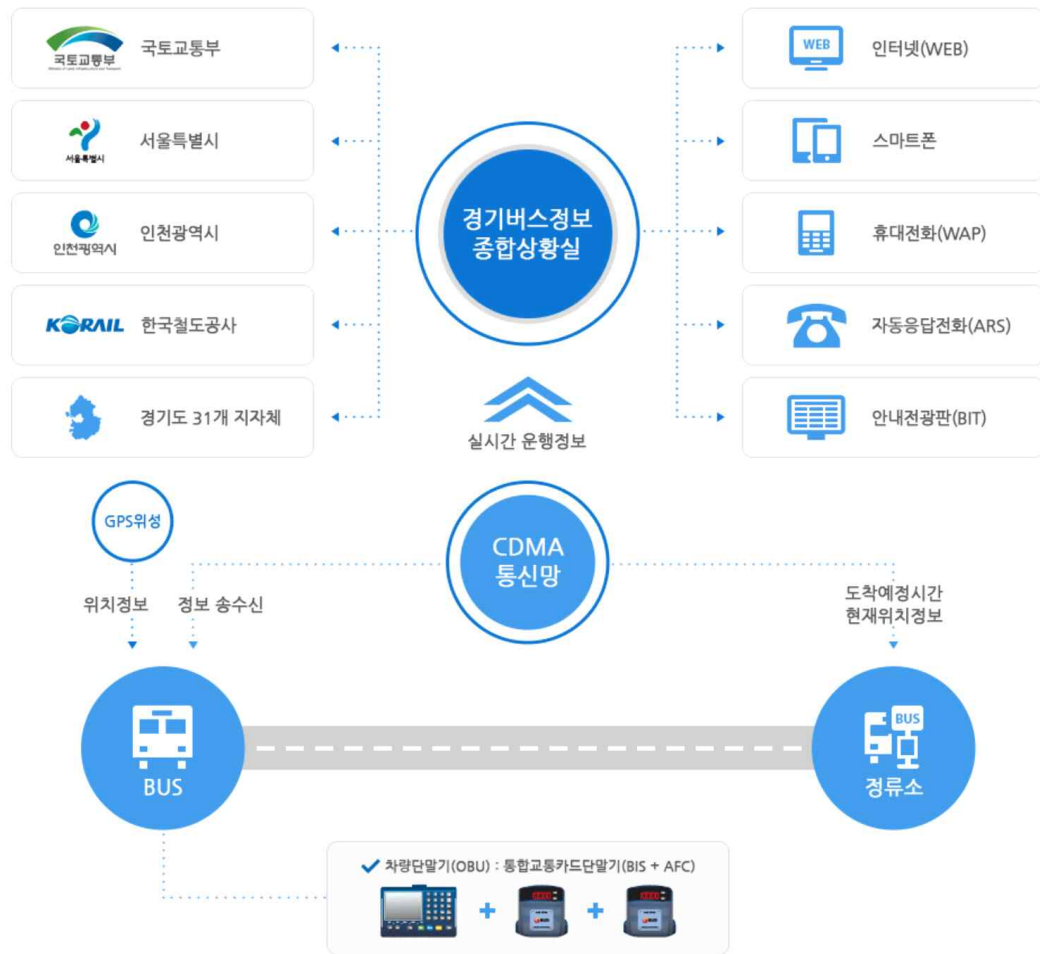 국토교통부
국토교통부
서울특별시
서울특별시
인천광역시
인천광역시
KORAIL
한국철도공사
경기도 31개 지자체
경기버스정보
종합상황실
WEB
인터넷(WEB)
스마트폰
휴대전화(WAP)
자동응답전화(ARS)
안내전광판(BIT)
실시간 운행정보
GPS위성
CDMA
통신망
위치정보
정보 송수신
도착예정시간
현재위치정보
BUS
BUS
정류소
차량단말기(OBU) : 통합교통카드단말기(BIS + AFC)
+
+
BUS
BUS